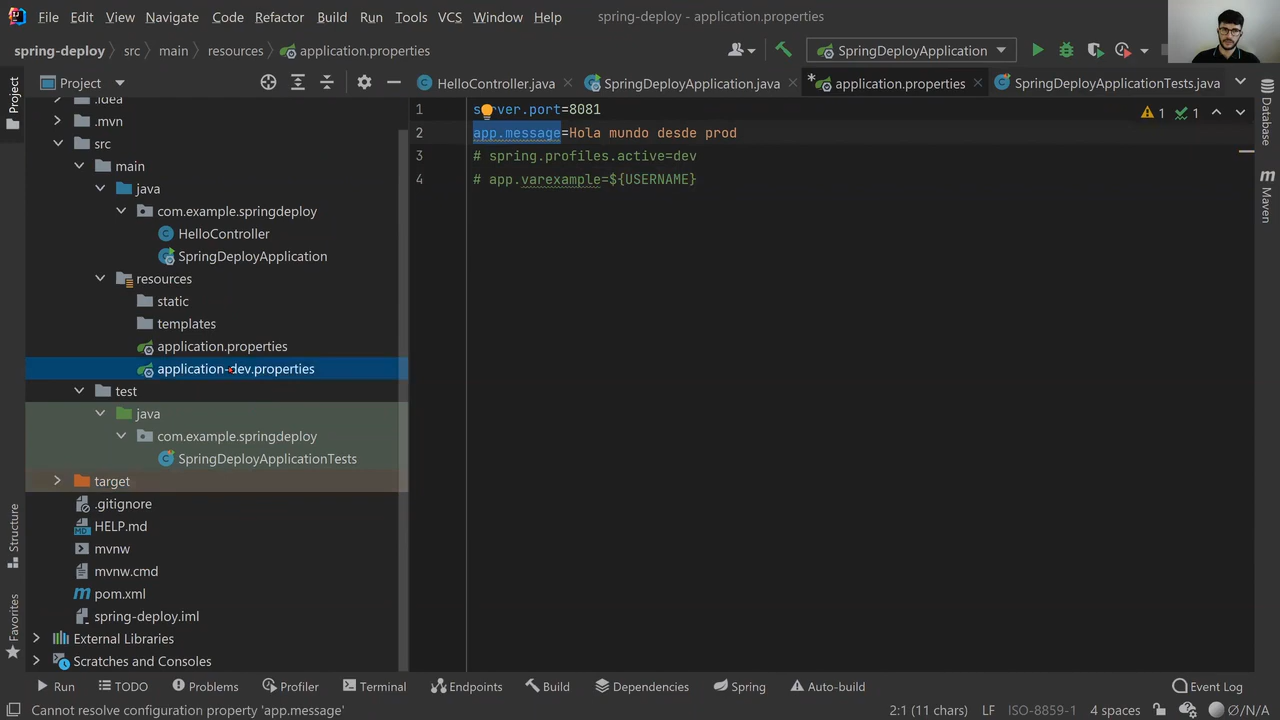 File Edit View Navigate Code Refactor Build Run Tools VCS Window Help spring-deploy - application.properties
spring-deploy src main resources application.properties SpringDeployApplication
Project HelloController.java SpringDeployApplication.java * application.properties SpringDeployApplicationTests.java
Project
.idea
.mvn
src
main
java
com.example.springdeploy
HelloController
SpringDeployApplication
resources
static
templates
application.properties
application-dev.properties
test
java
com.example.springdeploy
SpringDeployApplicationTests
target
.gitignore
HELP.md
mvnw
mvnw.cmd
pom.xml
spring-deploy.iml
External Libraries
Scratches and Consoles
Structure
Favorites
1 server.port=8081
2 app.message=Hola mundo desde prod
3 # spring.profiles.active=dev
4 # app.varexample=${USERNAME}
1 1
Database
Maven
Run TODO Problems Profiler Terminal Endpoints Build Dependencies Spring Auto-build Event Log
Cannot resolve configuration property 'app.message' 2:1 (11 chars) LF ISO-8859-1 4 spaces Ø/N/A